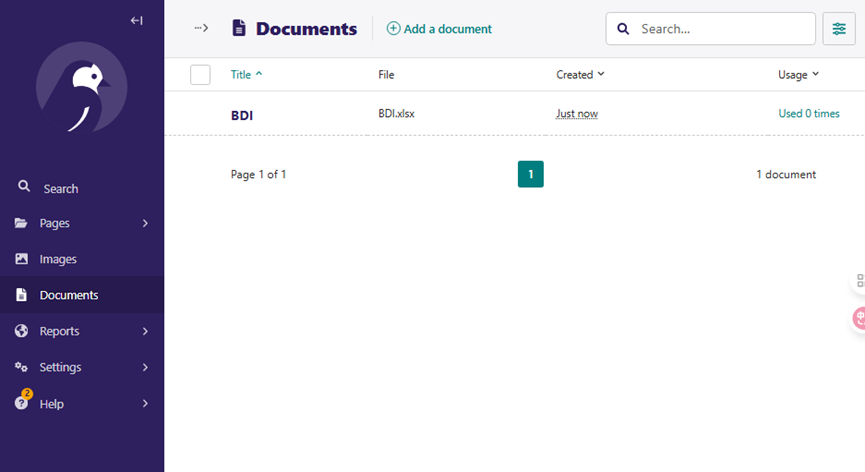 Documents
Add a document
Search...
Title
File
Created
Usage
BDI
BDI.xlsx
Just now
Used 0 times
Page 1 of 1
1
1 document
Search
Pages
Images
Documents
Reports
Settings
2
Help